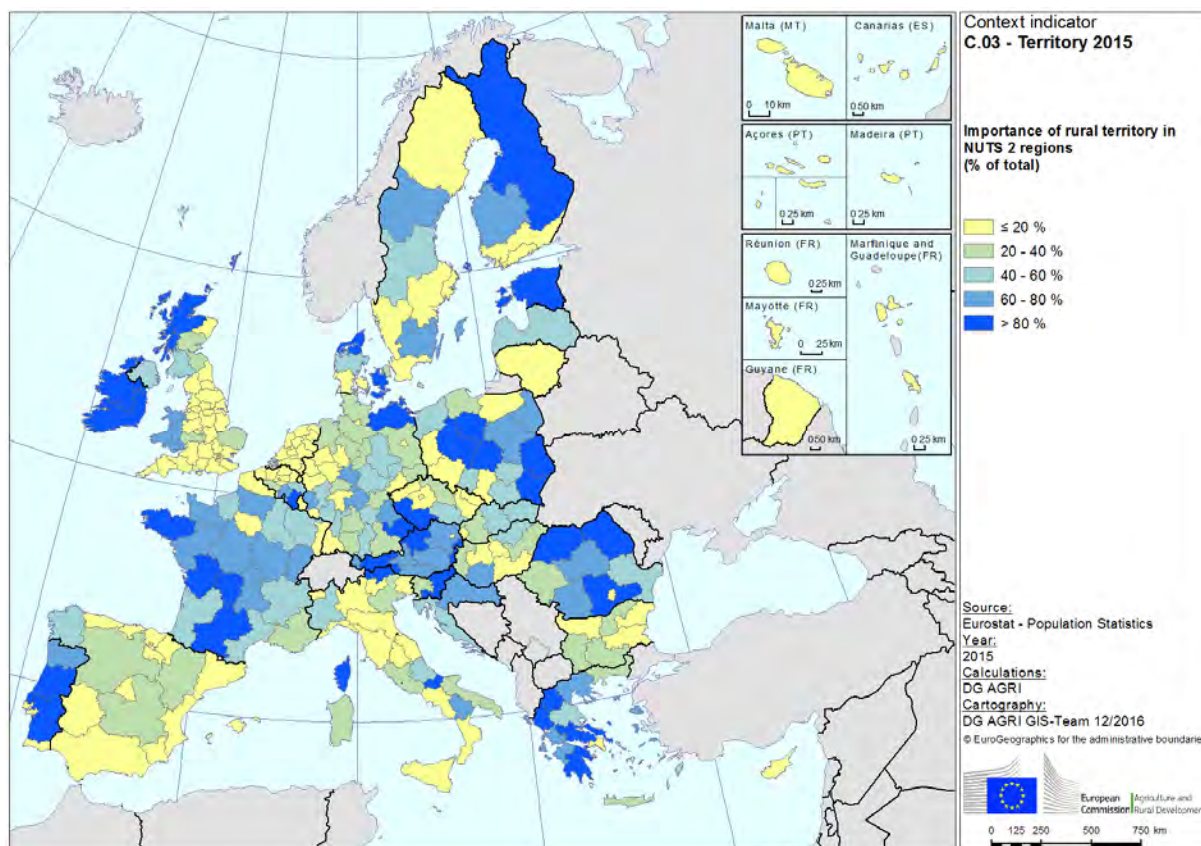 Context indicator
C.03 - Territory 2015
Importance of rural territory in
NUTS 2 regions
(% of total)
≤ 20 %
20 - 40 %
40 - 60 %
60 - 80 %
> 80 %
Malta (MT)
0 10 km
Canarias (ES)
0 50 km
Açores (PT)
0 25 km
Madeira (PT)
0 25 km
Réunion (FR)
0 25 km
Martinique and
Guadeloupe(FR)
0 25 km
Mayotte (FR)
0 25 km
Guyane (FR)
0 50 km
Source:
Eurostat - Population Statistics
Year:
2015
Calculations:
DG AGRI
Cartography:
DG AGRI GIS-Team 12/2016
© EuroGeographics for the administrative boundarie
European
Commission
Agriculture and
Rural Developmen
0 125 250 500 750 km